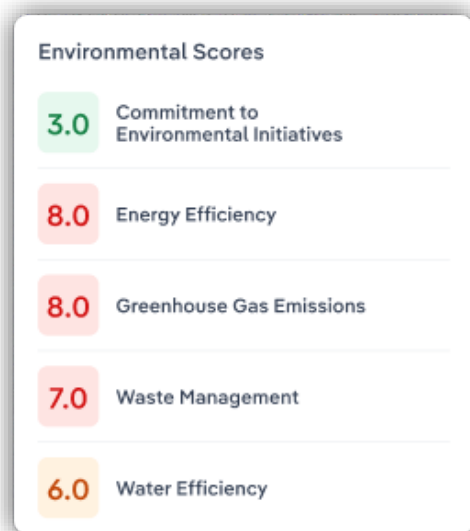 Environmental Scores
3.0
Commitment to
Environmental Initiatives
8.0
Energy Efficiency
8.0
Greenhouse Gas Emissions
7.0
Waste Management
6.0
Water Efficiency